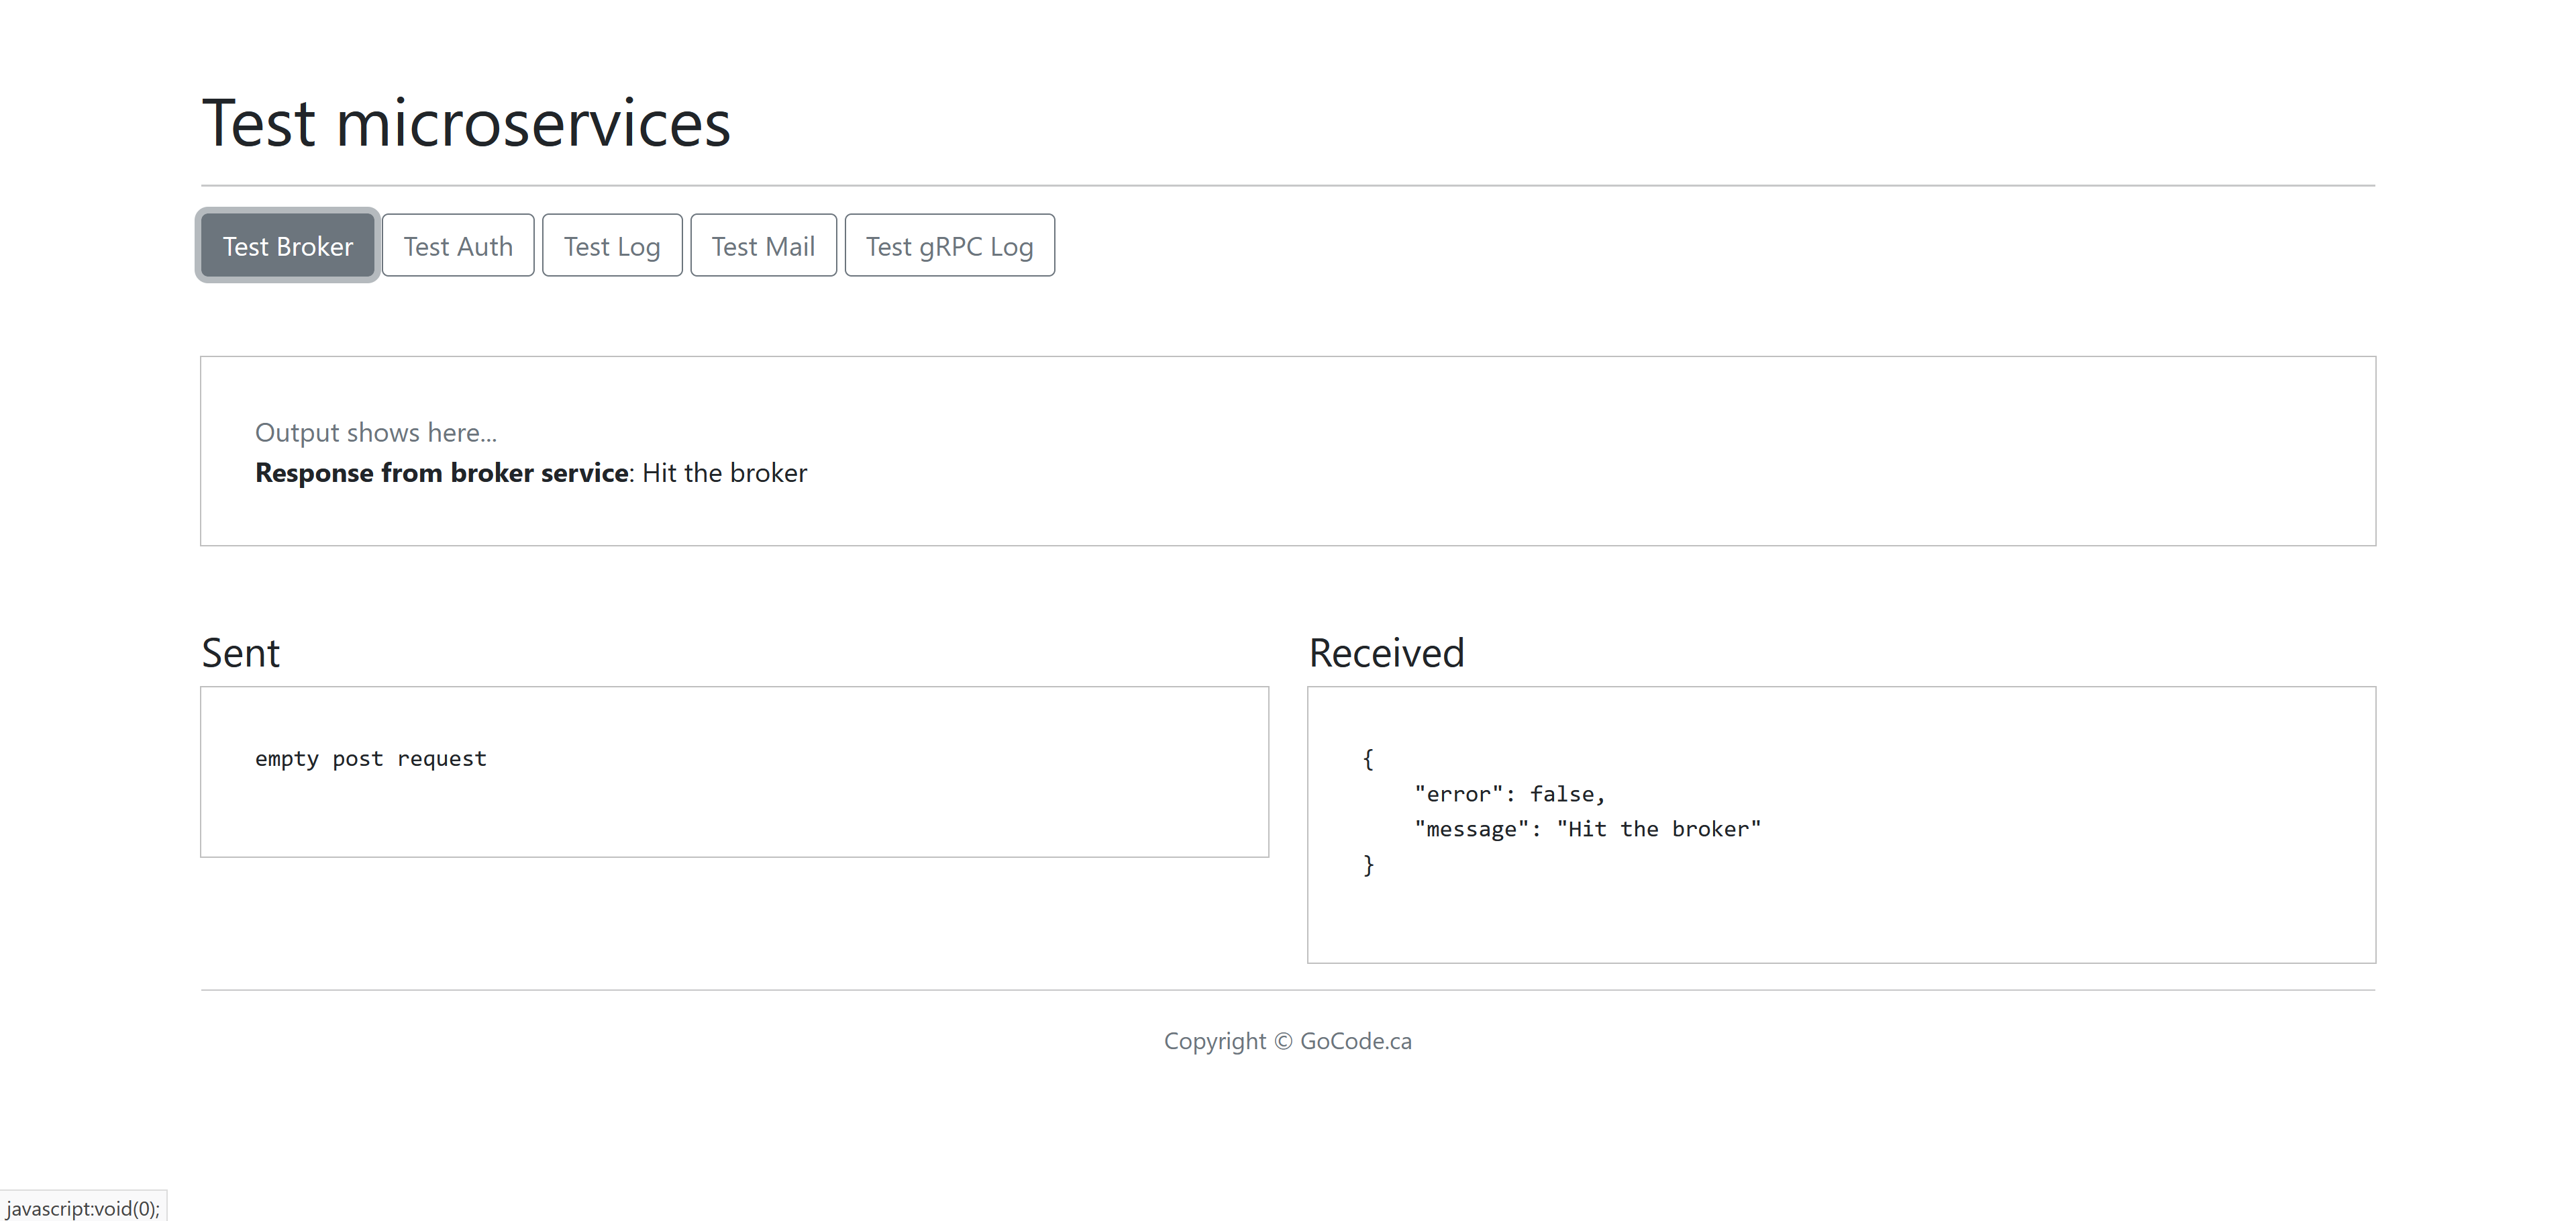 Test microservices
Test Broker
Test Auth
Test Log
Test Mail
Test gRPC Log
Output shows here...
Response from broker service: Hit the broker
Sent
empty post request
Received
{
    "error": false,
    "message": "Hit the broker"
}
Copyright © GoCode.ca
javascript:void(0);